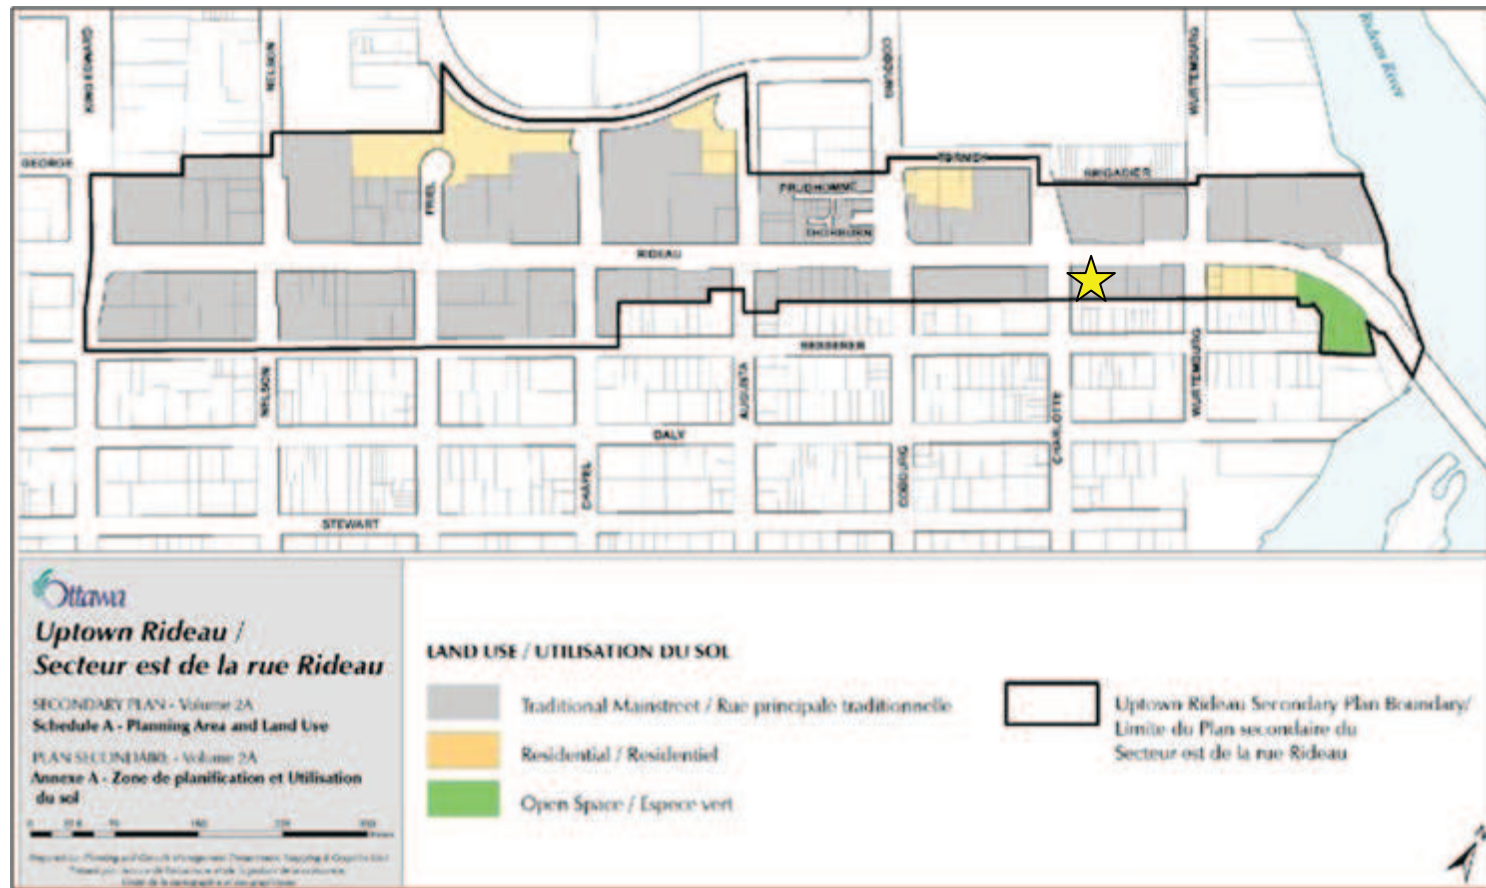 KING EDWARD
NELSON
COBOURG
WURTEMBURG
Rideau River
GEORGE
FRIEL
PRUDHOMME
TORMEY
BRIGADIER
THORBURN
RIDEAU
BESSERER
NELSON
AUGUSTA
WURTEMBURG
DALY
CHAPEL
COBOURG
CHARLOTTE
STEWART
N
Ottawa
Uptown Rideau /
Secteur est de la rue Rideau
SECONDARY PLAN - Volume 2A
Schedule A - Planning Area and Land Use
PLAN SECONDAIRE - Volume 2A
Annexe A - Zone de planification et Utilisation
du sol
LAND USE / UTILISATION DU SOL
Traditional Mainstreet / Rue principale traditionnelle
Residential / Residentiel
Open Space / Espece vert
Uptown Rideau Secondary Plan Boundary/
Limite du Plan secondaire du
Secteur est de la rue Rideau